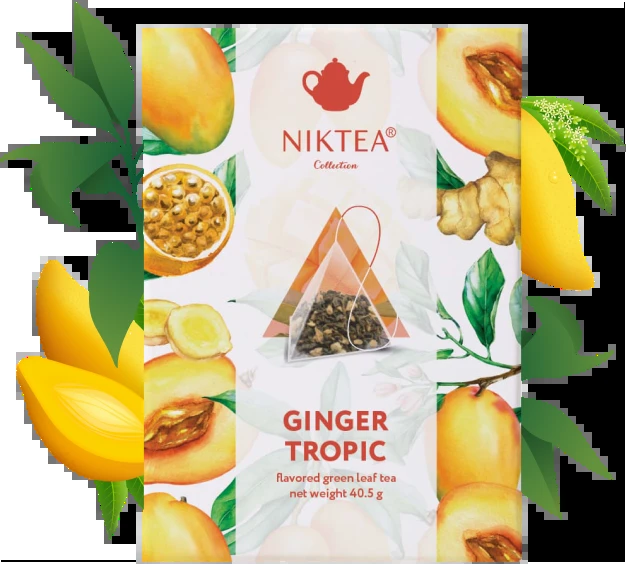 NIKTEA®
Collection
GINGER
TROPIC
flavored green leaf tea
net weight 40.5 g